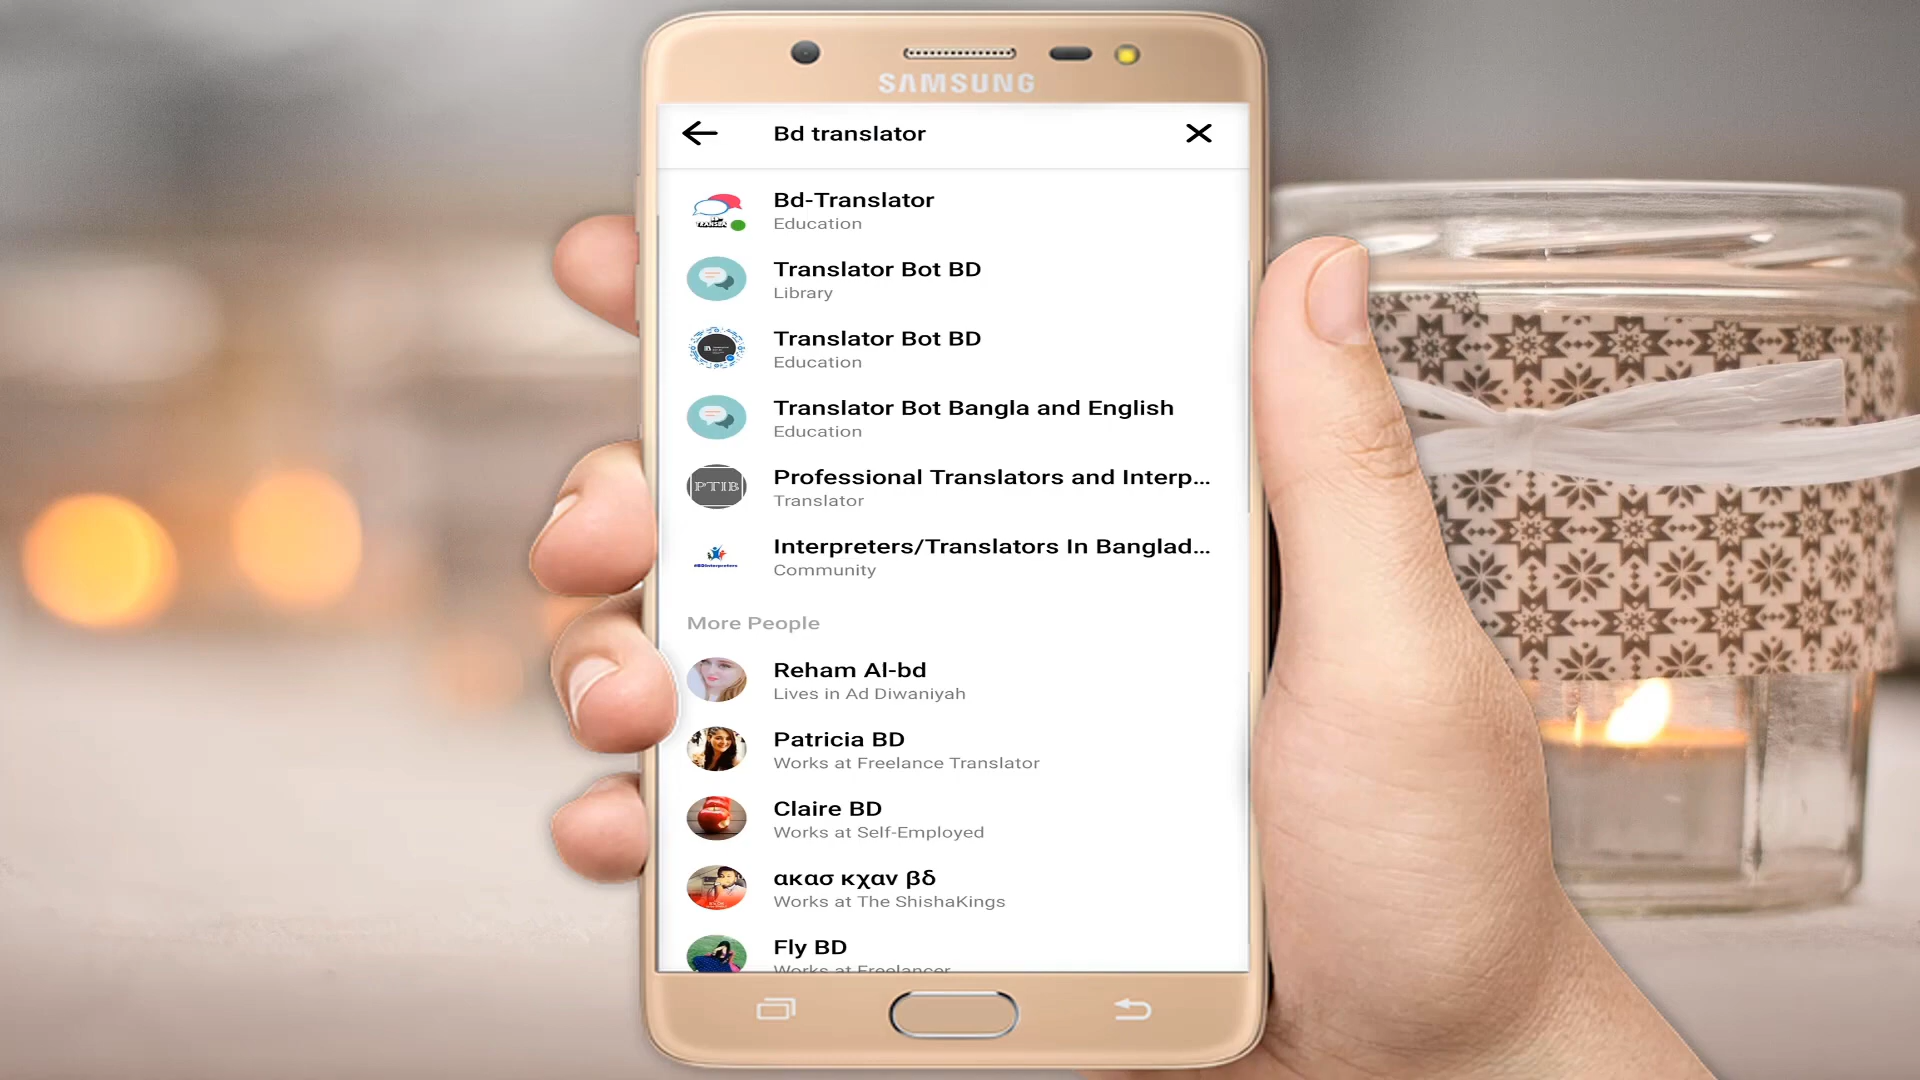 SAMSUNG
Bd translator
Bd-Translator
Education
Translator Bot BD
Library
Translator Bot BD
Education
Translator Bot Bangla and English
Education
PTIB
Professional Translators and Interp...
Translator
#BDInterpreters
Interpreters/Translators In Banglad...
Community
More People
Reham Al-bd
Lives in Ad Diwaniyah
Patricia BD
Works at Freelance Translator
Claire BD
Works at Self-Employed
ακασ κχαν βδ
Works at The ShishaKings
Fly BD
Works at Freelancer